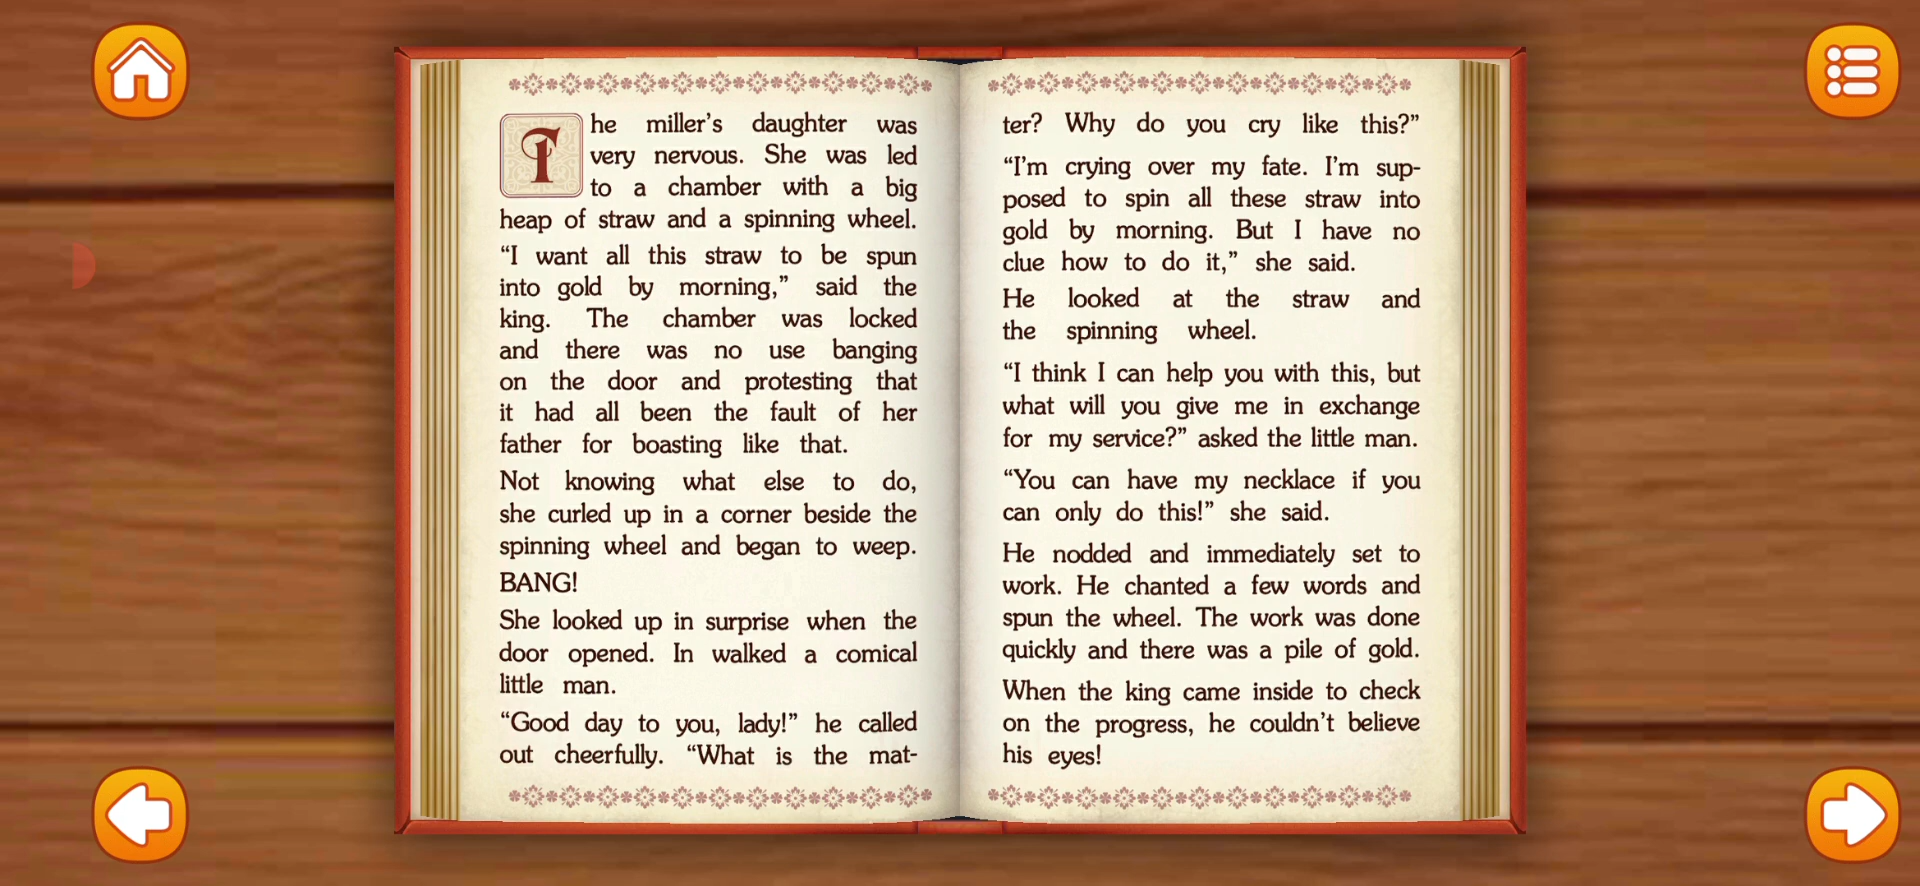 The miller's daughter was
very nervous. She was led
to a chamber with a big
heap of straw and a spinning wheel.
“I want all this straw to be spun
into gold by morning,” said the
king. The chamber was locked
and there was no use banging
on the door and protesting that
it had all been the fault of her
father for boasting like that.
Not knowing what else to do,
she curled up in a corner beside the
spinning wheel and began to weep.
BANG!
She looked up in surprise when the
door opened. In walked a comical
little man.
“Good day to you, lady!” he called
out cheerfully. “What is the mat-
ter? Why do you cry like this?”
“I'm crying over my fate. I'm sup-
posed to spin all these straw into
gold by morning. But I have no
clue how to do it,” she said.
He looked at the straw and
the spinning wheel.
“I think I can help you with this, but
what will you give me in exchange
for my service?” asked the little man.
“You can have my necklace if you
can only do this!” she said.
He nodded and immediately set to
work. He chanted a few words and
spun the wheel. The work was done
quickly and there was a pile of gold.
When the king came inside to check
on the progress, he couldn't believe
his eyes!